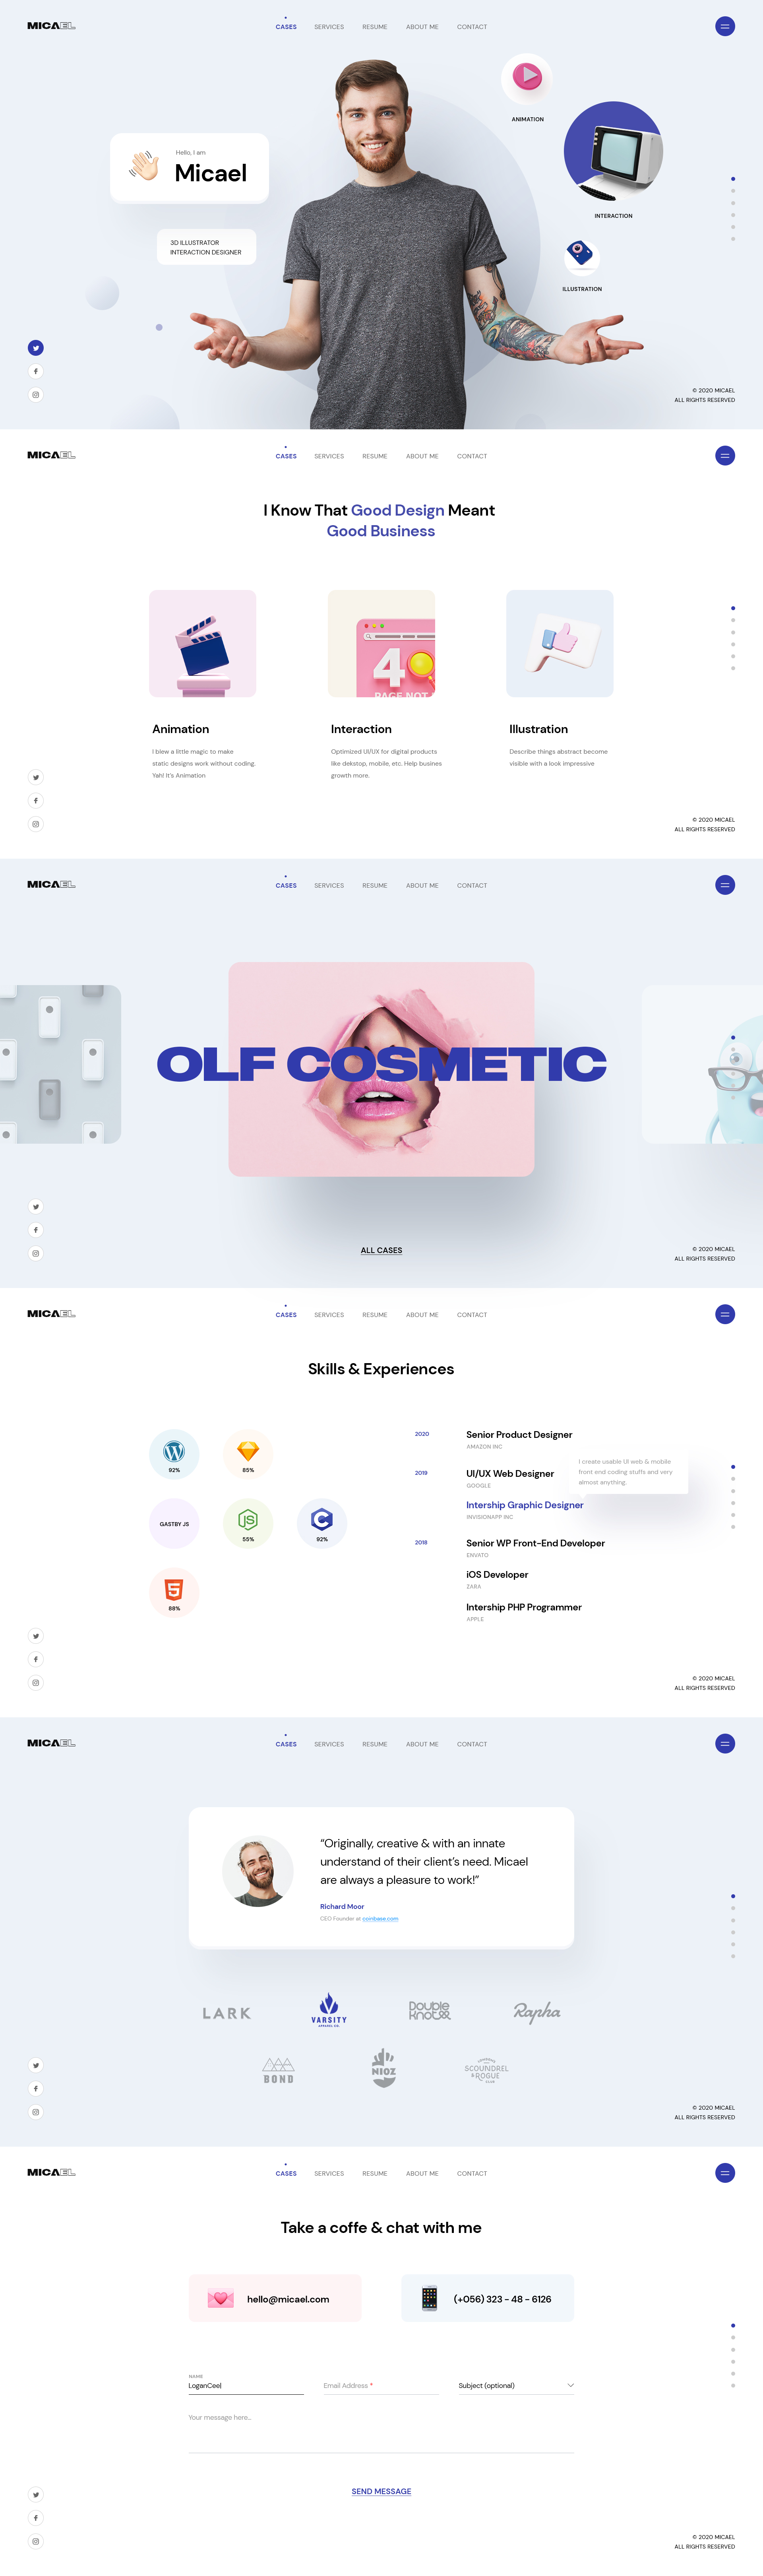 MICAEL
CASES SERVICES RESUME ABOUT ME CONTACT
ANIMATION
Hello, I am
Micael
INTERACTION
3D ILLUSTRATOR
INTERACTION DESIGNER
ILLUSTRATION
© 2020 MICAEL
ALL RIGHTS RESERVED
MICAEL
CASES SERVICES RESUME ABOUT ME CONTACT
I Know That Good Design Meant
Good Business
4
PAGE NOT
Animation
I blew a little magic to make
static designs work without coding.
Yah! It's Animation
Interaction
Optimized UI/UX for digital products
like dekstop, mobile, etc. Help busines
growth more.
Illustration
Describe things abstract become
visible with a look impressive
© 2020 MICAEL
ALL RIGHTS RESERVED
MICAEL
CASES SERVICES RESUME ABOUT ME CONTACT
OLF COSMETIC
ALL CASES
© 2020 MICAEL
ALL RIGHTS RESERVED
MICAEL
CASES SERVICES RESUME ABOUT ME CONTACT
Skills & Experiences
92%
85%
GASTBY JS
JS
55%
C
92%
5
88%
2020
Senior Product Designer
AMAZON INC
2019
UI/UX Web Designer
GOOGLE
I create usable UI web & mobile
front end coding stuffs and very
almost anything.
Intership Graphic Designer
INVISIONAPP INC
2018
Senior WP Front-End Developer
ENVATO
iOS Developer
ZARA
Intership PHP Programmer
APPLE
© 2020 MICAEL
ALL RIGHTS RESERVED
MICAEL
CASES SERVICES RESUME ABOUT ME CONTACT
“Originally, creative & with an innate
understand of their client’s need. Micael
are always a pleasure to work!”
Richard Moor
CEO Founder at coinbase.com
LARK
VARSITY
APPAREL CO.
Double
Knot&
Rapha
BOND
NIOZ
SCOUNDREL
& ROGUE
CLUB
© 2020 MICAEL
ALL RIGHTS RESERVED
MICAEL
CASES SERVICES RESUME ABOUT ME CONTACT
Take a coffe & chat with me
hello@micael.com
(+056) 323 - 48 - 6126
NAME
LoganCeel
Email Address *
Subject (optional)
Your message here...
SEND MESSAGE
© 2020 MICAEL
ALL RIGHTS RESERVED